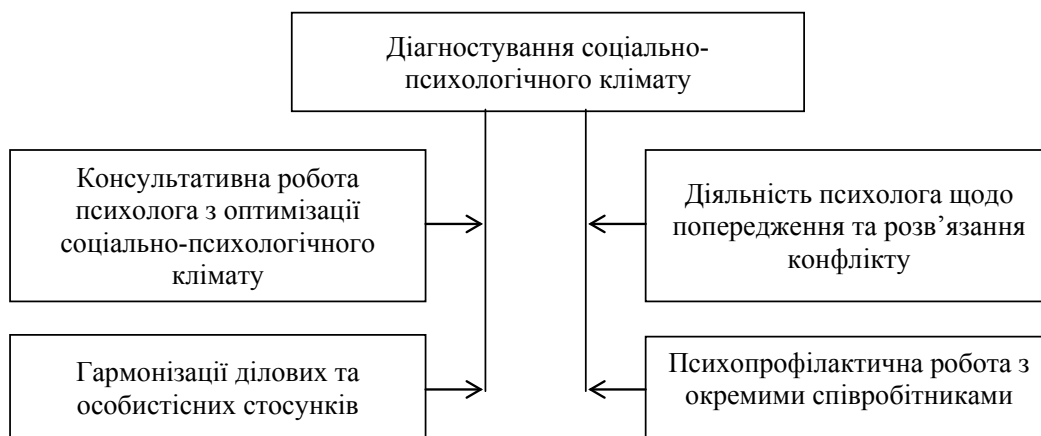 Діагностування соціально-
психологічного клімату
Консультативна робота
психолога з оптимізації
соціально-психологічного
клімату
Діяльність психолога щодо
попередження та розв’язання
конфлікту
Гармонізації ділових та
особистісних стосунків
Психопрофілактична робота з
окремими співробітниками